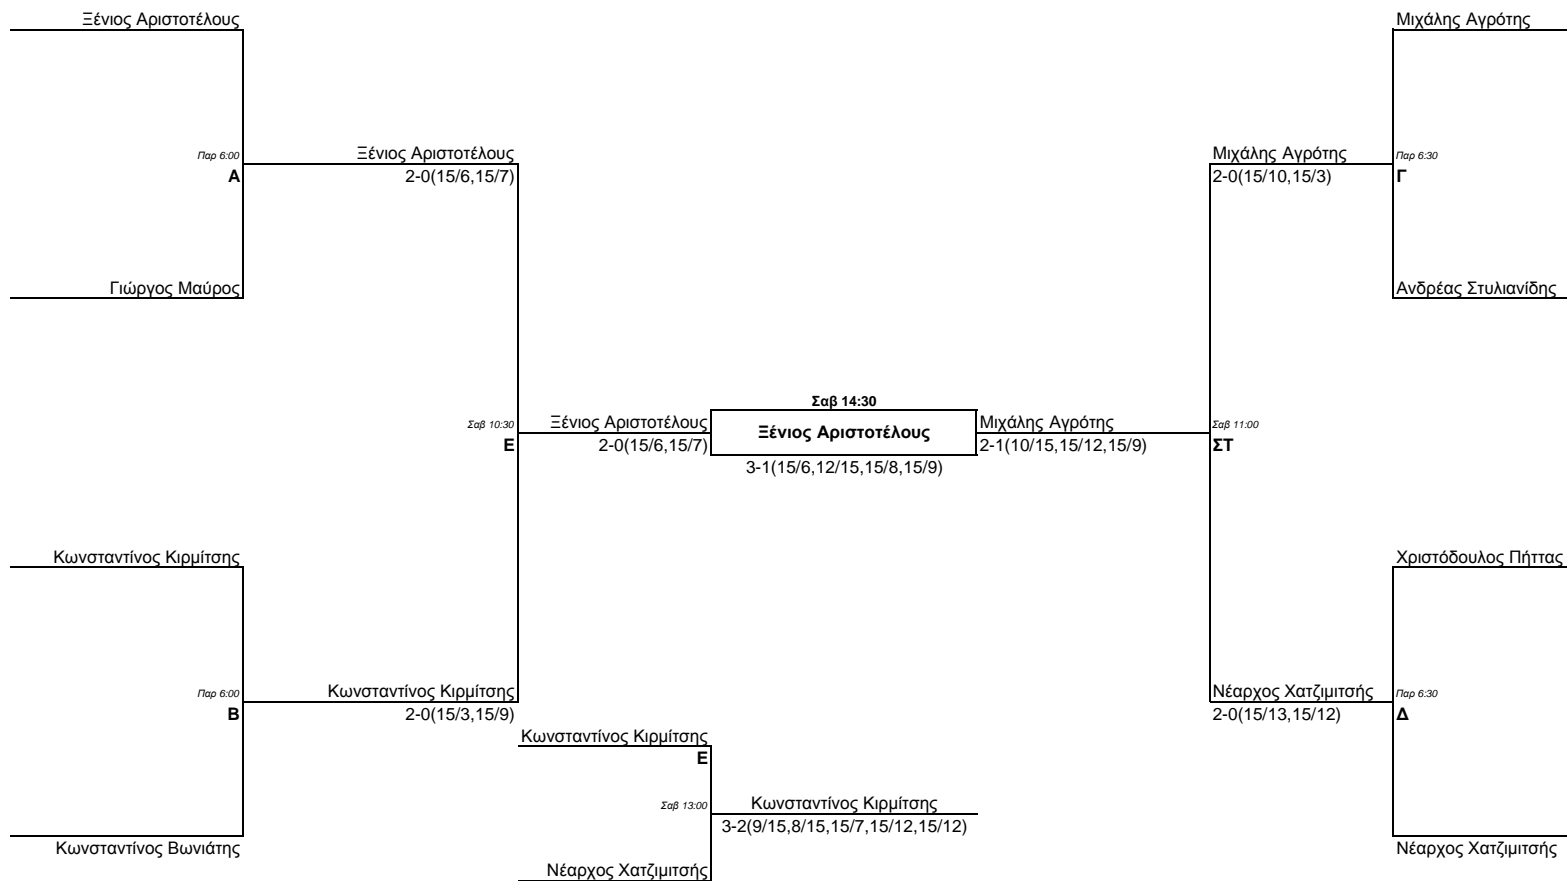 Ξένιος Αριστοτέλους
Μιχάλης Αγρότης
Παρ 6:00
Ξένιος Αριστοτέλους
Μιχάλης Αγρότης
Παρ 6:30
Α
2-0(15/6,15/7)
2-0(15/10,15/3)
Γ
Γιώργος Μαύρος
Ανδρέας Στυλιανίδης
Σαβ 14:30
Σαβ 10:30
Ξένιος Αριστοτέλους
Ξένιος Αριστοτέλους
Μιχάλης Αγρότης
Σαβ 11:00
Ε
2-0(15/6,15/7)
2-1(10/15,15/12,15/9)
ΣΤ
3-1(15/6,12/15,15/8,15/9)
Κωνσταντίνος Κιρμίτσης
Χριστόδουλος Πήττας
Παρ 6:00
Κωνσταντίνος Κιρμίτσης
Νέαρχος Χατζιμιτσής
Παρ 6:30
Β
2-0(15/3,15/9)
2-0(15/13,15/12)
Δ
Κωνσταντίνος Κιρμίτσης
Ε
Σαβ 13:00
Κωνσταντίνος Κιρμίτσης
3-2(9/15,8/15,15/7,15/12,15/12)
Κωνσταντίνος Βωνιάτης
Νέαρχος Χατζιμιτσής
Νέαρχος Χατζιμιτσής